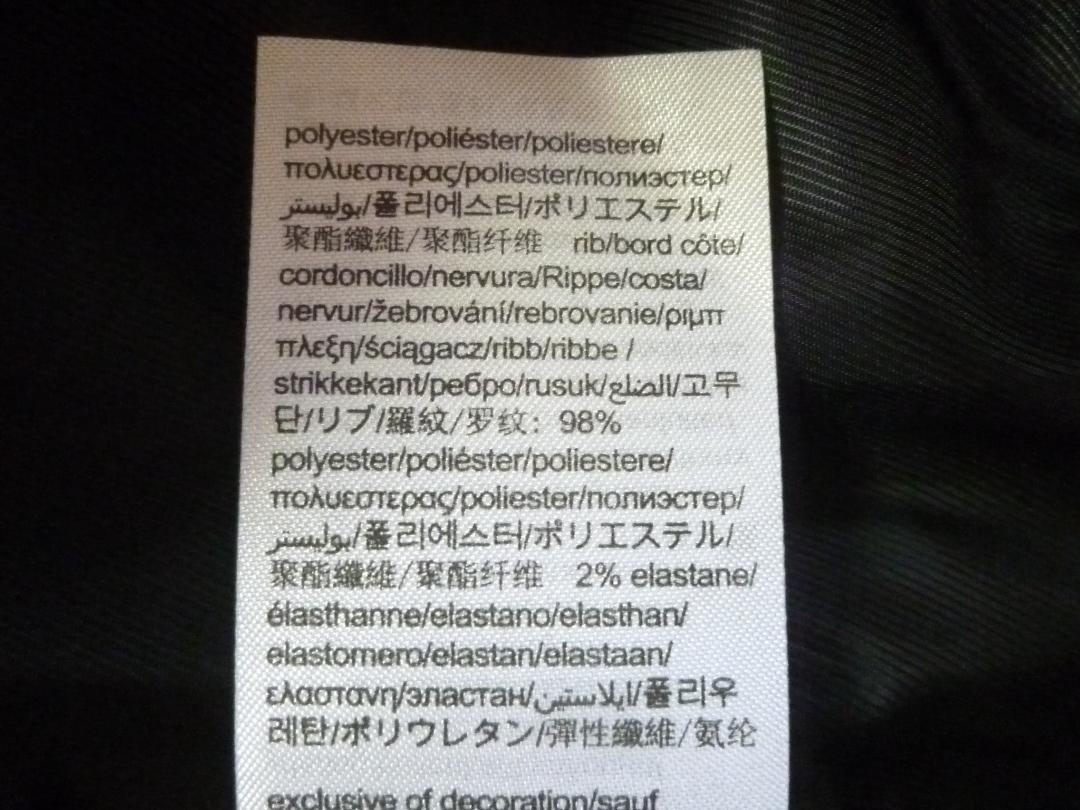 polyester/poliéster/poliestere/
πολυεστερας/poliester/полиэстер/
بوليستر/폴리에스터/ポリエステル/
聚酯纖維/聚酯纤维 rib/bord côte/
cordoncillo/nervura/Rippe/costa/
nervur/žebrování/rebrovanie/ριμπ
πλεξη/ściągacz/ribb/ribbe /
strikkekant/ребро/rusuk/الضلع/고무
단/リブ/羅紋/罗纹: 98%
polyester/poliéster/poliestere/
πολυεστερας/poliester/полиэстер/
بوليستر/폴리에스터/ポリエステル/
聚酯纖維/聚酯纤维 2% elastane/
élasthanne/elastano/elasthan/
elastomero/elastan/elastaan/
ελαστανη/эластан/ايلاستين/폴리우
레탄/ポリウレタン/彈性纖維/氨纶
exclusive of decoration/sauf